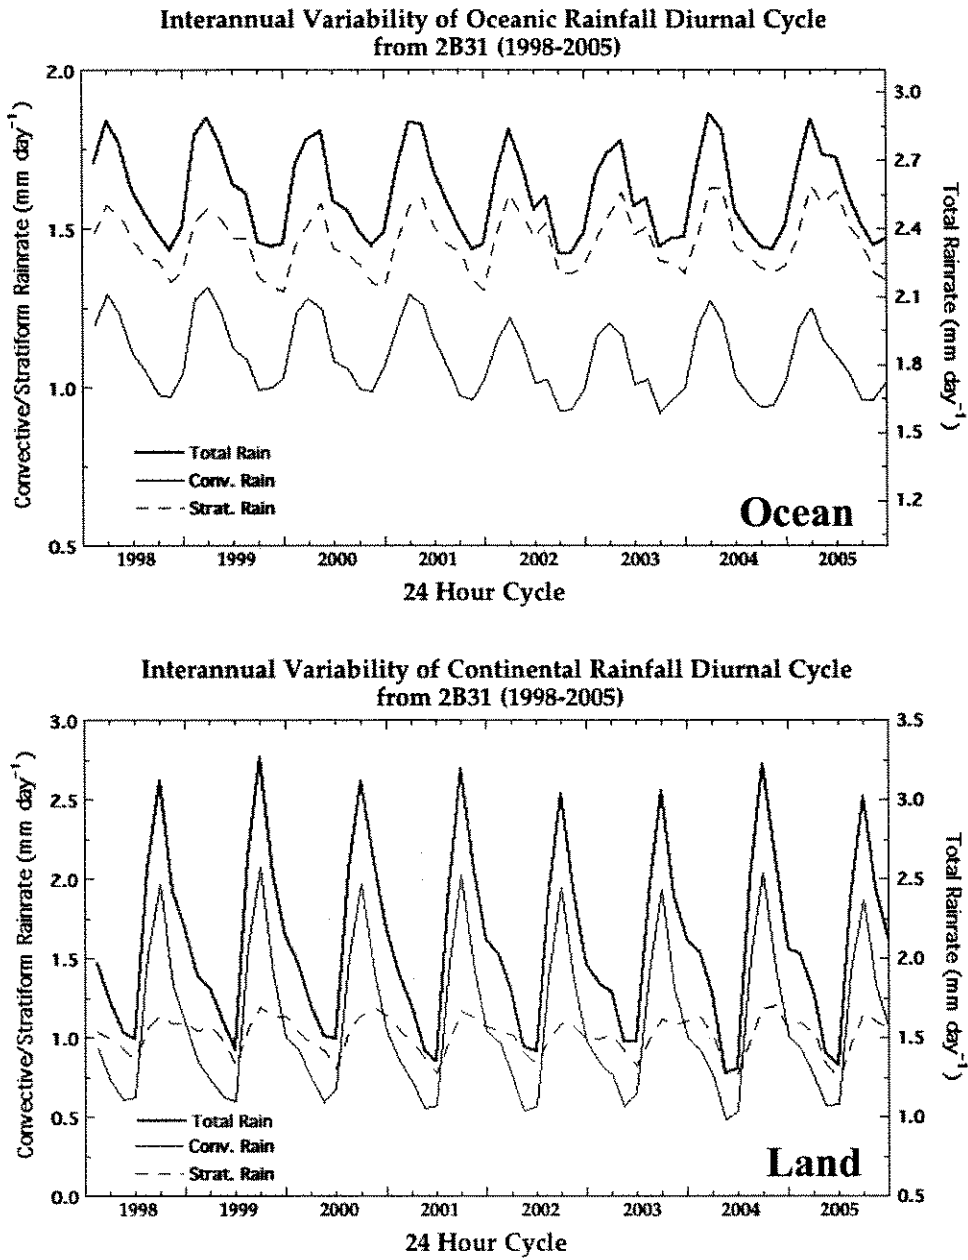 Interannual Variability of Oceanic Rainfall Diurnal Cycle
from 2B31 (1998-2005)
Convective/Stratiform Rainrate (mm day⁻¹)
2.0
1.5
1.0
0.5
Total Rain
Conv. Rain
Strat. Rain
Ocean
3.0
2.7
2.4
2.1
1.8
1.5
1.2
Total Rainrate (mm day⁻¹)
1998 1999 2000 2001 2002 2003 2004 2005
24 Hour Cycle
Interannual Variability of Continental Rainfall Diurnal Cycle
from 2B31 (1998-2005)
Convective/Stratiform Rainrate (mm day⁻¹)
3.0
2.5
2.0
1.5
1.0
0.5
0.0
Total Rain
Conv. Rain
Strat. Rain
Land
3.5
3.0
2.5
2.0
1.5
1.0
0.5
Total Rainrate (mm day⁻¹)
1998 1999 2000 2001 2002 2003 2004 2005
24 Hour Cycle